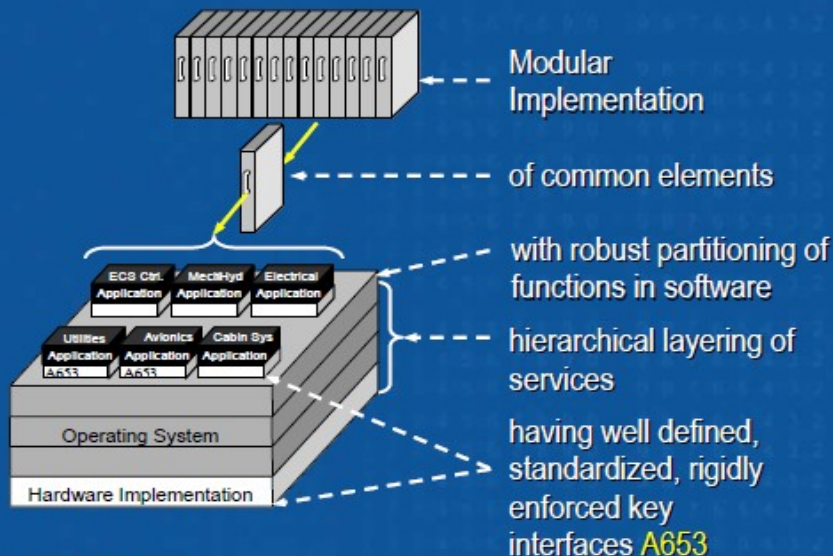 Modular
Implementation
of common elements
with robust partitioning of
functions in software
hierarchical layering of
services
having well defined,
standardized, rigidly
enforced key
interfaces A653
ECS Ctrl.
Application
Mech/Hyd
Application
Electrical
Application
Utilities
Application
A653
Avionics
Application
A653
Cabin Sys
Application
Operating System
Hardware Implementation